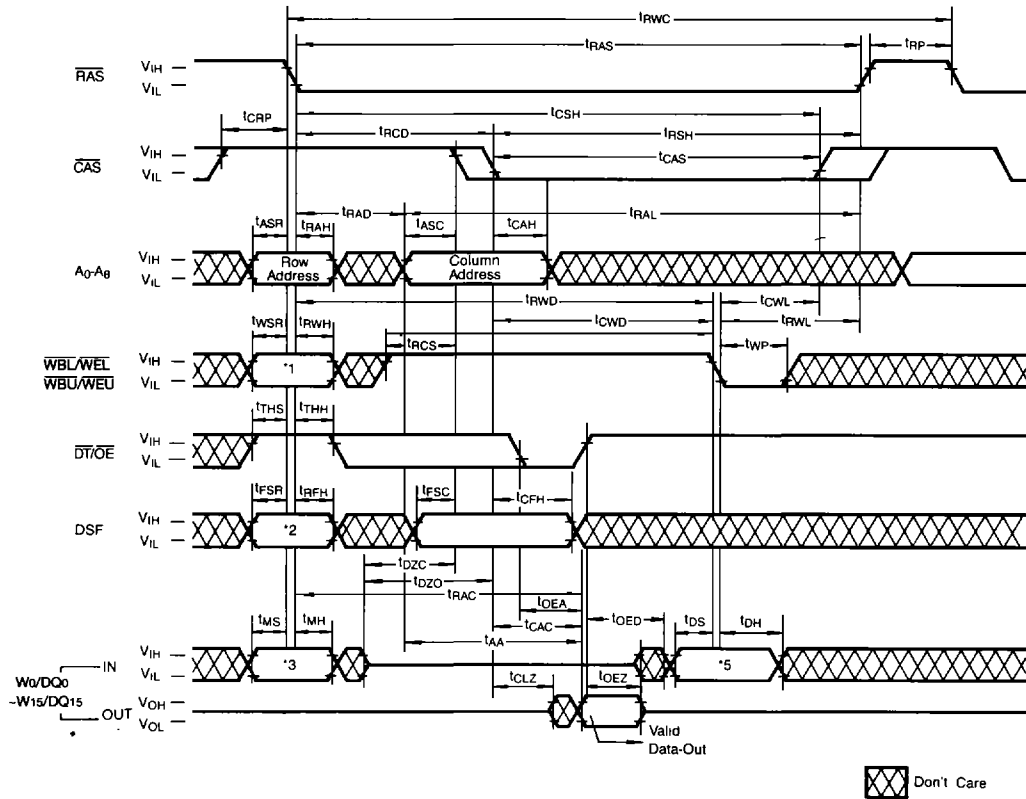 tRWC
tRAS
tRP
RAS
VIH
VIL
tCSH
tCRP
tRCD
tRSH
CAS
VIH
VIL
tCAS
tRAD
tRAL
tASR
tRAH
tASC
tCAH
A0-A8
VIH
VIL
Row
Address
Column
Address
tRWD
tCWL
tWSR
tRWH
tCWD
tRWL
tRCS
tWP
WBL/WEL
WBU/WEU
VIH
VIL
*1
tTHS
tTHH
DT/OE
VIH
VIL
tFSR
tRFH
tFSC
tCFH
DSF
VIH
VIL
*2
tDZC
tDZO
tRAC
tOEA
tMS
tMH
tCAC
tOED
tDS
tDH
tAA
IN
VIH
VIL
*3
*5
W0/DQ0
~W15/DQ15
tCLZ
tOEZ
OUT
VOH
VOL
Valid
Data-Out
Don't Care